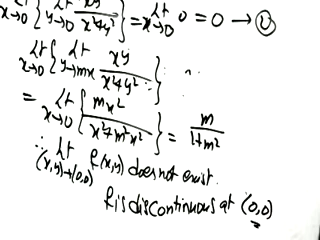 Lt x→0 { Lt y→0 xy/x²+y² } = Lt x→0 0 = 0 → ①
Lt x→0 { Lt y→mx xy/x²+y² }
= Lt x→0 { mx²/x²+m²x² } = m/1+m²
∴ Lt (x,y)→(0,0) f(x,y) does not exist.
f is discontinuous at (0,0)